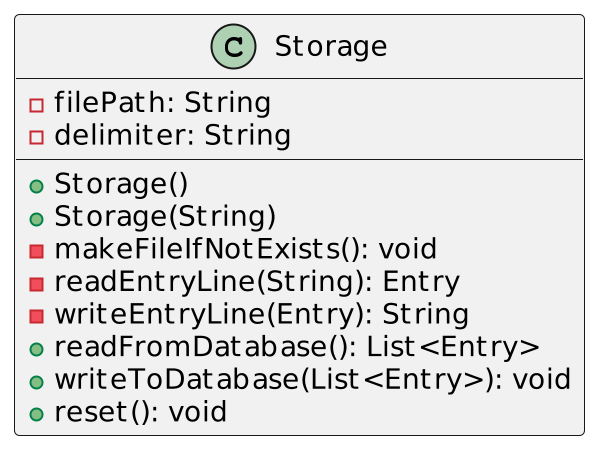 C Storage
filePath: String
delimiter: String
Storage()
Storage(String)
makeFileIfNotExists(): void
readEntryLine(String): Entry
writeEntryLine(Entry): String
readFromDatabase(): List<Entry>
writeToDatabase(List<Entry>): void
reset(): void